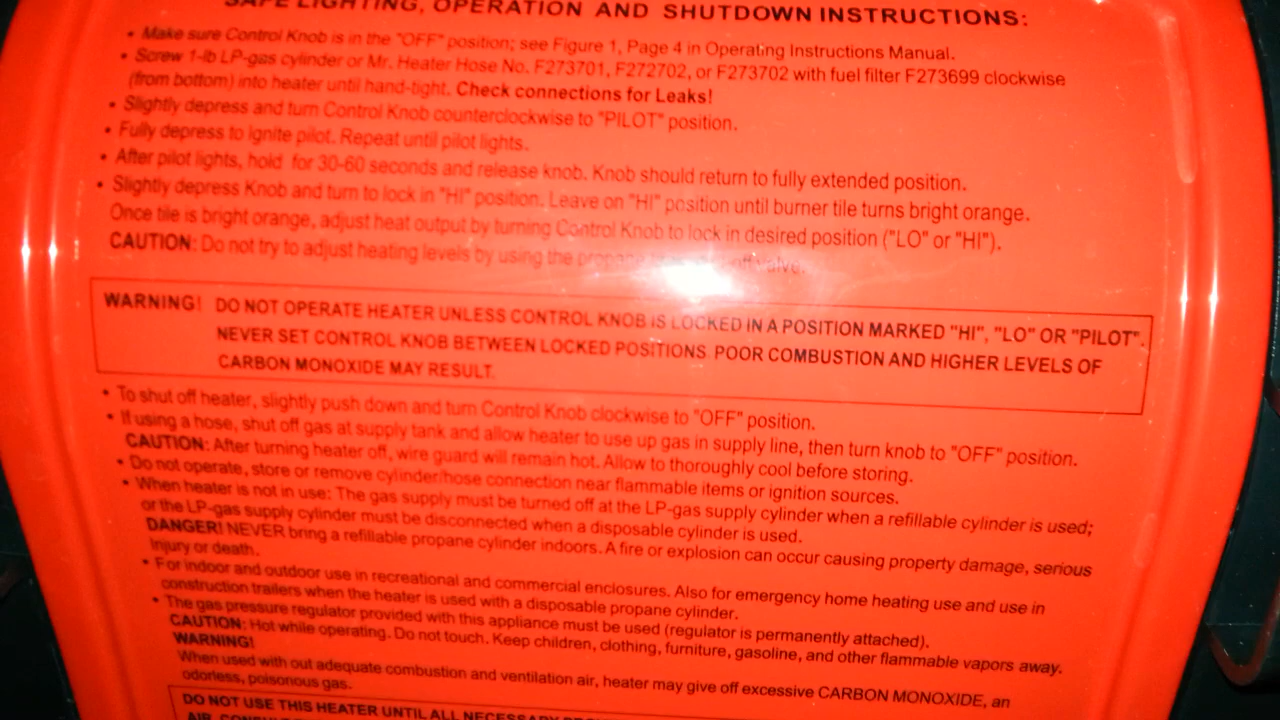 SAFE LIGHTING, OPERATION AND SHUTDOWN INSTRUCTIONS:
• Make sure Control Knob is in the "OFF" position; see Figure 1, Page 4 in Operating Instructions Manual.
• Screw 1-lb LP-gas cylinder or Mr. Heater Hose No. F273701, F272702, or F273702 with fuel filter F273699 clockwise
(from bottom) into heater until hand-tight. Check connections for Leaks!
• Slightly depress and turn Control Knob counterclockwise to "PILOT" position.
• Fully depress to ignite pilot. Repeat until pilot lights.
• After pilot lights, hold for 30-60 seconds and release knob. Knob should return to fully extended position.
• Slightly depress Knob and turn to lock in "HI" position. Leave on "HI" position until burner tile turns bright orange.
Once tile is bright orange, adjust heat output by turning Control Knob to lock in desired position ("LO" or "HI").
CAUTION: Do not try to adjust heating levels by using the propane valve.
WARNING! DO NOT OPERATE HEATER UNLESS CONTROL KNOB IS LOCKED IN A POSITION MARKED "HI", "LO" OR "PILOT".
NEVER SET CONTROL KNOB BETWEEN LOCKED POSITIONS. POOR COMBUSTION AND HIGHER LEVELS OF
CARBON MONOXIDE MAY RESULT.
• To shut off heater, slightly push down and turn Control Knob clockwise to "OFF" position.
• If using a hose, shut off gas at supply tank and allow heater to use up gas in supply line, then turn knob to "OFF" position.
CAUTION: After turning heater off, wire guard will remain hot. Allow to thoroughly cool before storing.
• Do not operate, store or remove cylinder/hose connection near flammable items or ignition sources.
• When heater is not in use: The gas supply must be turned off at the LP-gas supply cylinder when a refillable cylinder is used;
or the LP-gas supply cylinder must be disconnected when a disposable cylinder is used.
DANGER! NEVER bring a refillable propane cylinder indoors. A fire or explosion can occur causing property damage, serious
injury or death.
• For indoor and outdoor use in recreational and commercial enclosures. Also for emergency home heating use and use in
construction trailers when the heater is used with a disposable propane cylinder.
• The gas pressure regulator provided with this appliance must be used (regulator is permanently attached).
CAUTION: Hot while operating. Do not touch. Keep children, clothing, furniture, gasoline, and other flammable vapors away.
WARNING!
When used with out adequate combustion and ventilation air, heater may give off excessive CARBON MONOXIDE, an
odorless, poisonous gas.
DO NOT USE THIS HEATER UNTIL ALL NECESSARY